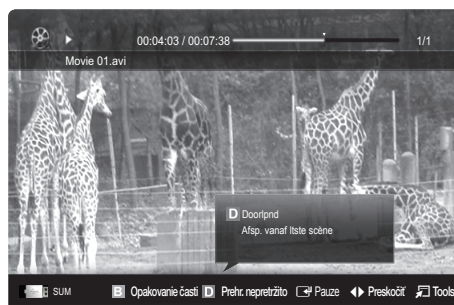 00:04:03 / 00:07:38 1/1
Movie 01.avi
D Doorlpnd
Afsp. vanaf ltste scène
SUM B Opakovanie časti D Prehr. nepretržito Pauze Preskočiť Tools